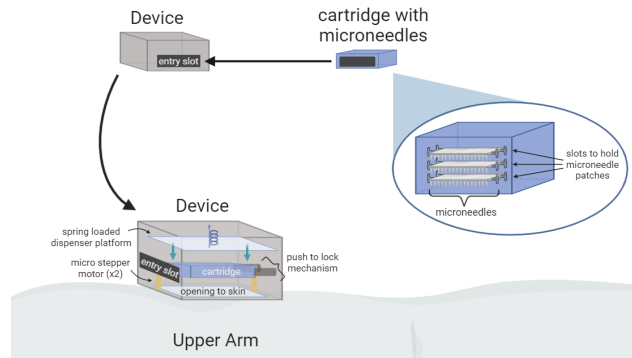 Device
cartridge with
microneedles
entry slot
slots to hold
microneedle
patches
microneedles
Device
spring loaded
dispenser platform
push to lock
mechanism
entry slot
cartridge
micro stepper
motor (x2)
opening to skin
Upper Arm